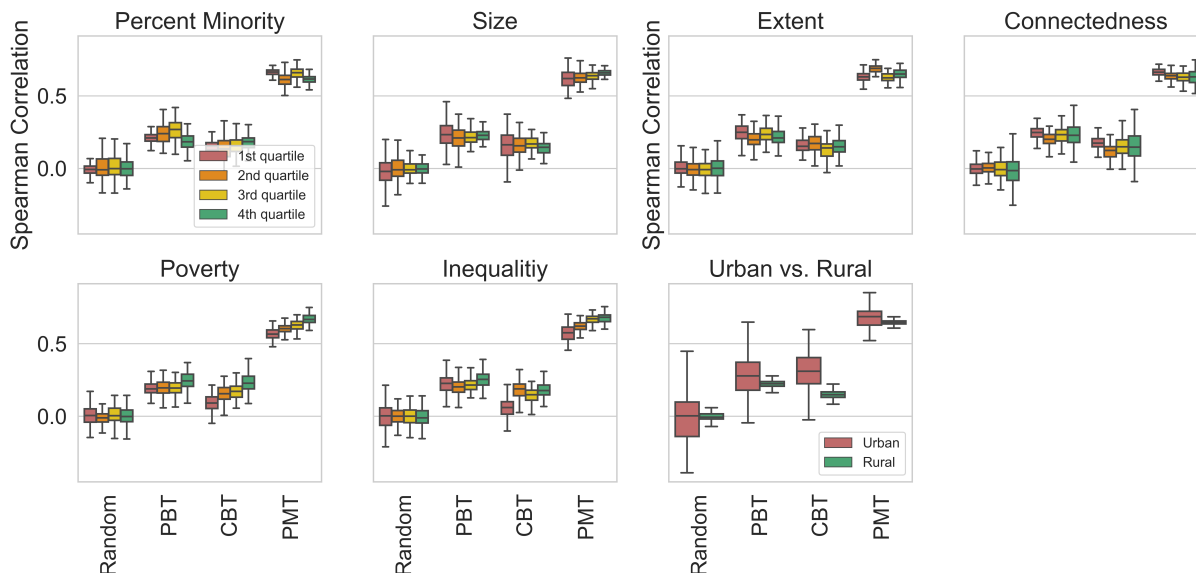 Percent Minority
Size
Extent
Connectedness
Spearman Correlation
0.5
0.0
1st quartile
2nd quartile
3rd quartile
4th quartile
Spearman Correlation
Poverty
Inequalitiy
Urban vs. Rural
0.5
0.0
Urban
Rural
Random
PBT
CBT
PMT
Random
PBT
CBT
PMT
Random
PBT
CBT
PMT